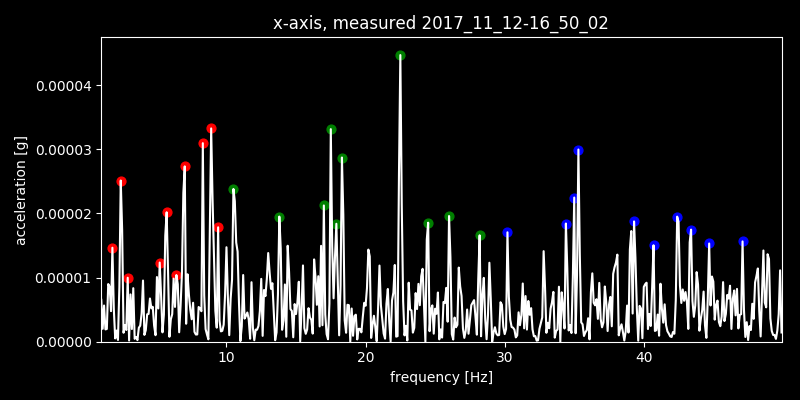 x-axis, measured 2017_11_12-16_50_02
0.00004
0.00003
0.00002
0.00001
0.00000
acceleration [g]
10 20 30 40
frequency [Hz]